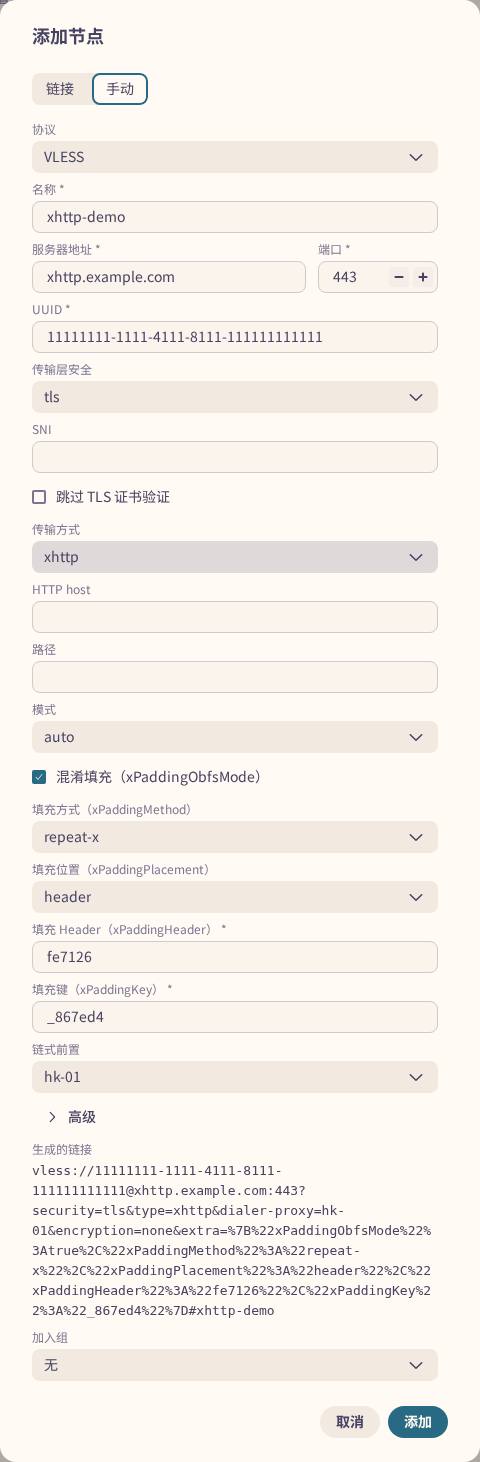 添加节点
链接 手动
协议
VLESS
名称 *
xhttp-demo
服务器地址 * 端口 *
xhttp.example.com 443 − +
UUID *
11111111-1111-4111-8111-111111111111
传输层安全
tls
SNI
跳过 TLS 证书验证
传输方式
xhttp
HTTP host
路径
模式
auto
混淆填充（xPaddingObfsMode）
填充方式（xPaddingMethod）
repeat-x
填充位置（xPaddingPlacement）
header
填充 Header（xPaddingHeader） *
fe7126
填充键（xPaddingKey） *
_867ed4
链式前置
hk-01
高级
生成的链接
vless://11111111-1111-4111-8111-
111111111111@xhttp.example.com:443?
security=tls&type=xhttp&dialer-proxy=hk-
01&encryption=none&extra=%7B%22xPaddingObfsMode%22%
3Atrue%2C%22xPaddingMethod%22%3A%22repeat-
x%22%2C%22xPaddingPlacement%22%3A%22header%22%2C%22
xPaddingHeader%22%3A%22fe7126%22%2C%22xPaddingKey%2
2%3A%22_867ed4%22%7D#xhttp-demo
加入组
无
取消 添加